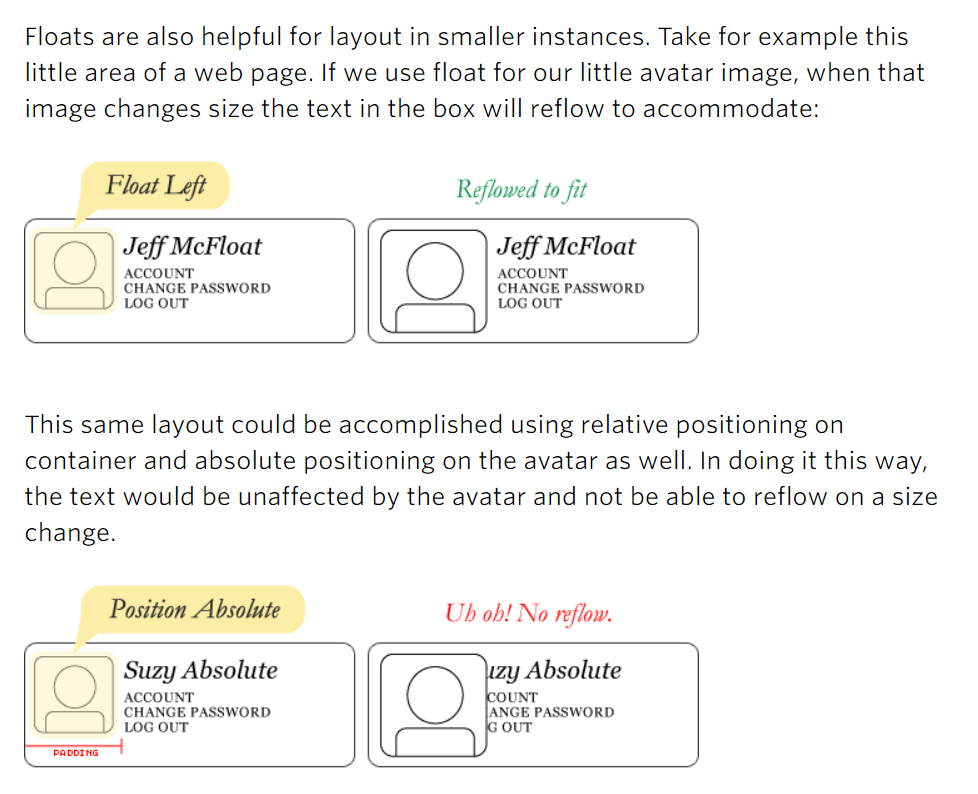 Floats are also helpful for layout in smaller instances. Take for example this
little area of a web page. If we use float for our little avatar image, when that
image changes size the text in the box will reflow to accommodate:
Float Left
Reflowed to fit
Jeff McFloat
ACCOUNT
CHANGE PASSWORD
LOG OUT
Jeff McFloat
ACCOUNT
CHANGE PASSWORD
LOG OUT
This same layout could be accomplished using relative positioning on
container and absolute positioning on the avatar as well. In doing it this way,
the text would be unaffected by the avatar and not be able to reflow on a size
change.
Position Absolute
Uh oh! No reflow.
Suzy Absolute
ACCOUNT
CHANGE PASSWORD
LOG OUT
PADDING
uzy Absolute
COUNT
ANGE PASSWORD
G OUT